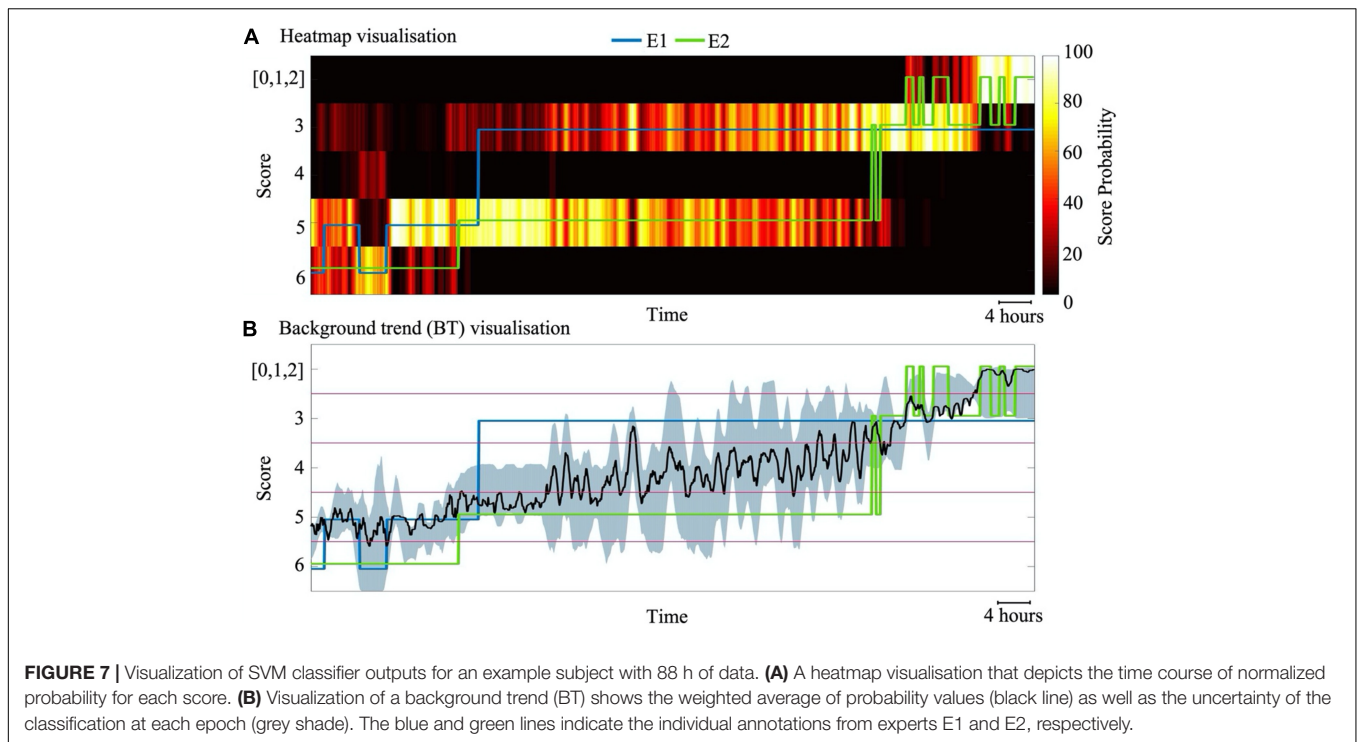 A Heatmap visualisation
E1 E2
[0,1,2]
3
4
5
6
Score
Time
4 hours
100
80
60
40
20
0
Score Probability
B Background trend (BT) visualisation
[0,1,2]
3
4
5
6
Score
Time
4 hours
FIGURE 7 | Visualization of SVM classifier outputs for an example subject with 88 h of data. (A) A heatmap visualisation that depicts the time course of normalized
probability for each score. (B) Visualization of a background trend (BT) shows the weighted average of probability values (black line) as well as the uncertainty of the
classification at each epoch (grey shade). The blue and green lines indicate the individual annotations from experts E1 and E2, respectively.